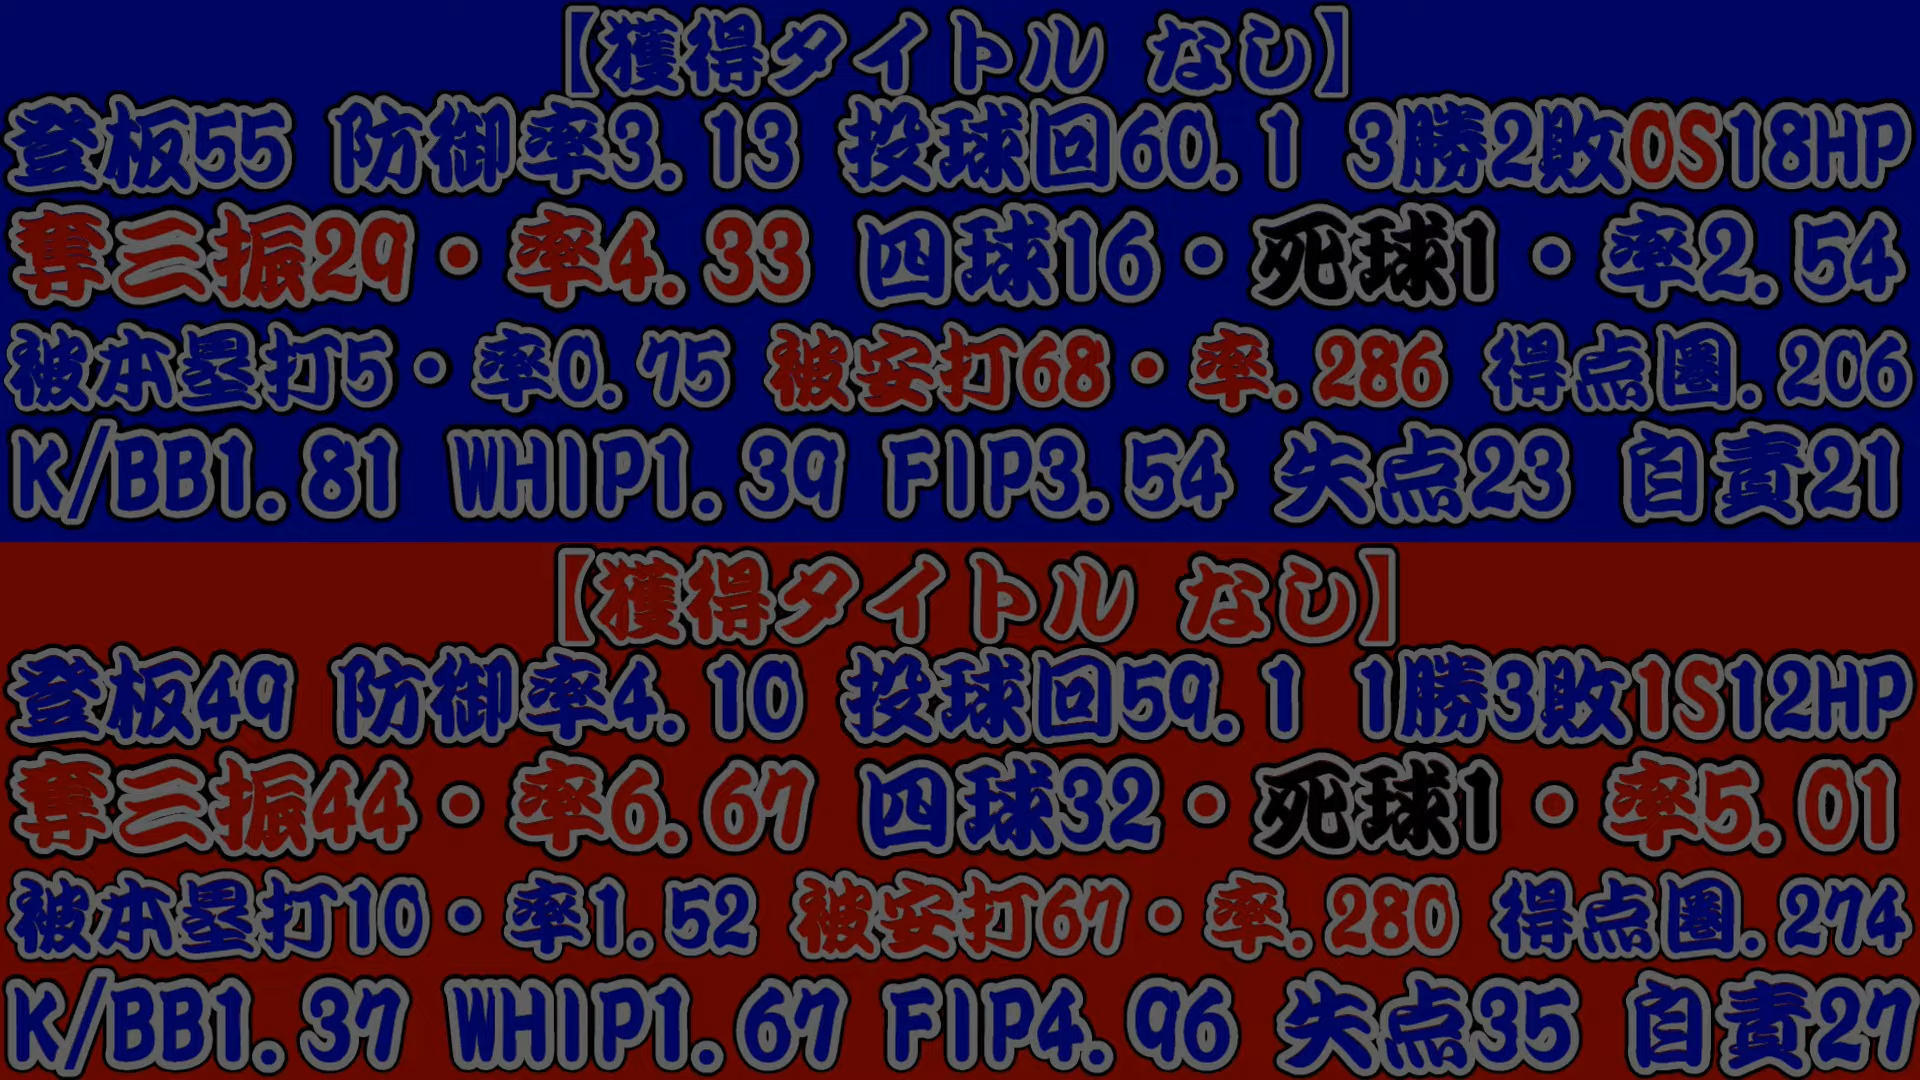 【獲得タイトル なし】
登板55 防御率3.13 投球回60.1 3勝2敗0S18HP
奪三振29・率4.33 四球16・死球1・率2.54
被本塁打5・率0.75 被安打68・率.286 得点圏.206
K/BB1.81 WHIP1.39 FIP3.54 失点23 自責21
【獲得タイトル なし】
登板49 防御率4.10 投球回59.1 1勝3敗1S12HP
奪三振44・率6.67 四球32・死球1・率5.01
被本塁打10・率1.52 被安打67・率.280 得点圏.274
K/BB1.37 WHIP1.67 FIP4.96 失点35 自責27